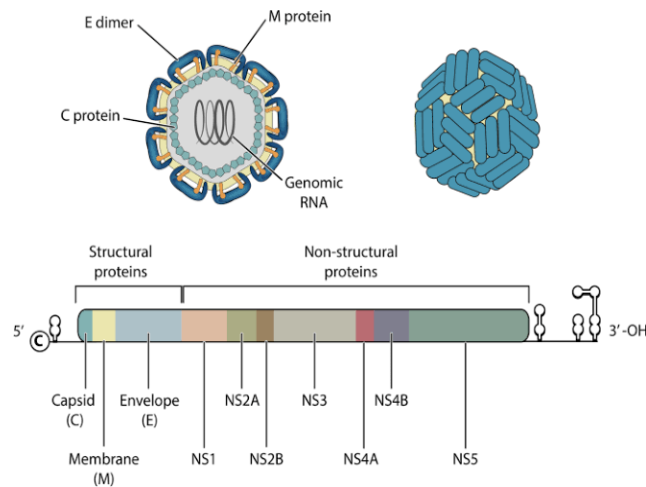 E dimer
M protein
C protein
Genomic
RNA
Structural
proteins
Non-structural
proteins
5′
C
3′-OH
Capsid
(C)
Envelope
(E)
NS2A
NS3
NS4B
Membrane
(M)
NS1
NS2B
NS4A
NS5